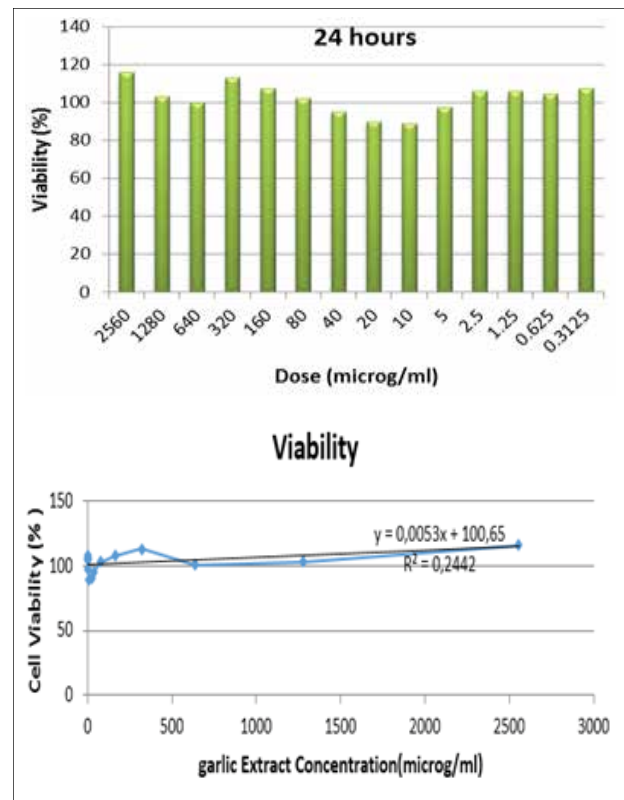 24 hours
Viability (%)
140
120
100
80
60
40
20
0
2560 1280 640 320 160 80 40 20 10 5 2.5 1.25 0.625 0.3125
Dose (microg/ml)
Viability
Cell Viability (% )
150
100
50
0
y = 0,0053x + 100,65
R² = 0,2442
0 500 1000 1500 2000 2500 3000
garlic Extract Concentration(microg/ml)